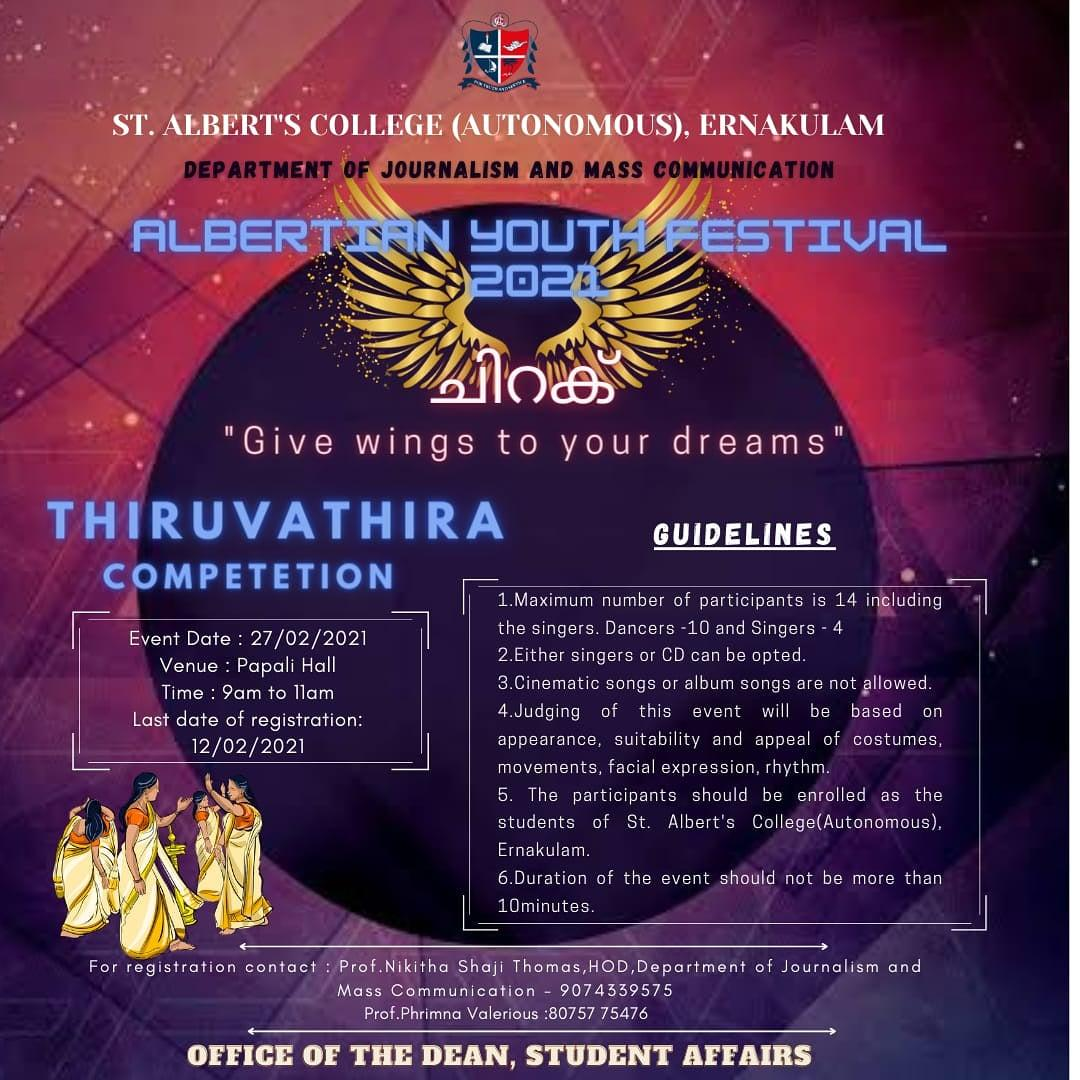 FOR TRUTH AND SERVICE
ST. ALBERT'S COLLEGE (AUTONOMOUS), ERNAKULAM
DEPARTMENT OF JOURNALISM AND MASS COMMUNICATION
ALBERTIAN YOUTH FESTIVAL
2021
ചിറക്
"Give wings to your dreams"
THIRUVATHIRA
COMPETETION
Event Date : 27/02/2021
Venue : Papali Hall
Time : 9am to 11am
Last date of registration:
12/02/2021
GUIDELINES
1.Maximum number of participants is 14 including
the singers. Dancers -10 and Singers - 4
2.Either singers or CD can be opted.
3.Cinematic songs or album songs are not allowed.
4.Judging of this event will be based on
appearance, suitability and appeal of costumes,
movements, facial expression, rhythm.
5. The participants should be enrolled as the
students of St. Albert's College(Autonomous),
Ernakulam.
6.Duration of the event should not be more than
10minutes.
For registration contact : Prof.Nikitha Shaji Thomas,HOD,Department of Journalism and
Mass Communication - 9074339575
Prof.Phrimna Valerious :80757 75476
OFFICE OF THE DEAN, STUDENT AFFAIRS